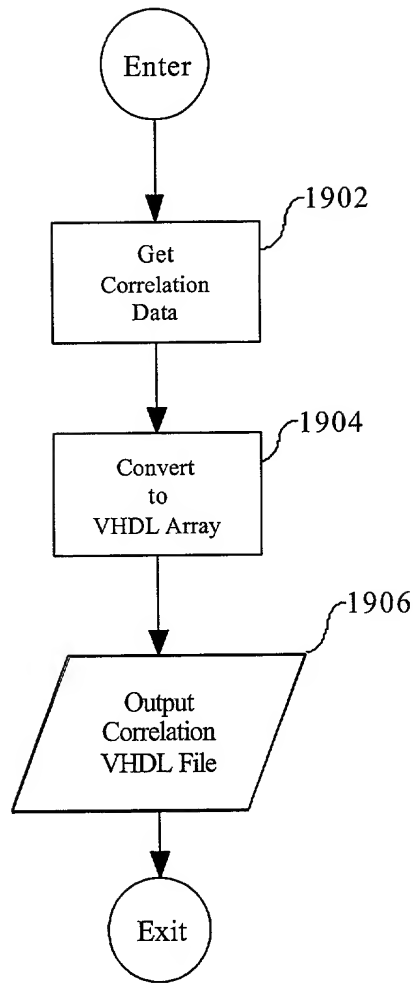 Enter
1902
Get
Correlation
Data
1904
Convert
to
VHDL Array
1906
Output
Correlation
VHDL File
Exit